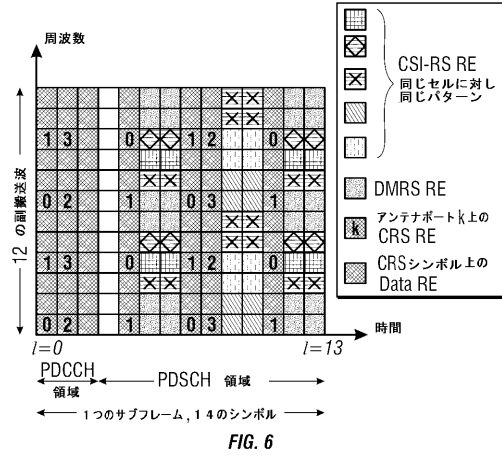 周波数
12の副搬送波
1 3 0 1 2 0
0 2 1 0 3 1
1 3 0 1 2 0
0 2 1 0 3 1
時間
l=0
l=13
PDCCH
領域
PDSCH 領域
1つのサブフレーム,14のシンボル
CSI-RS RE
同じセルに対し
同じパターン
DMRS RE
k
アンテナポートk上の
CRS RE
CRSシンボル上の
Data RE
FIG. 6